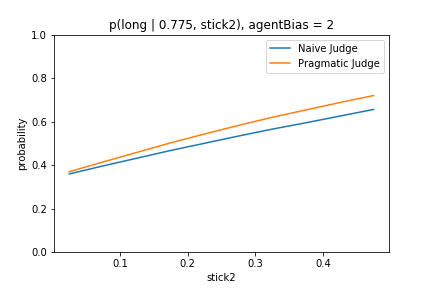 p(long | 0.775, stick2), agentBias = 2
Naive Judge
Pragmatic Judge
1.0
0.8
0.6
0.4
0.2
0.0
probability
0.1 0.2 0.3 0.4
stick2